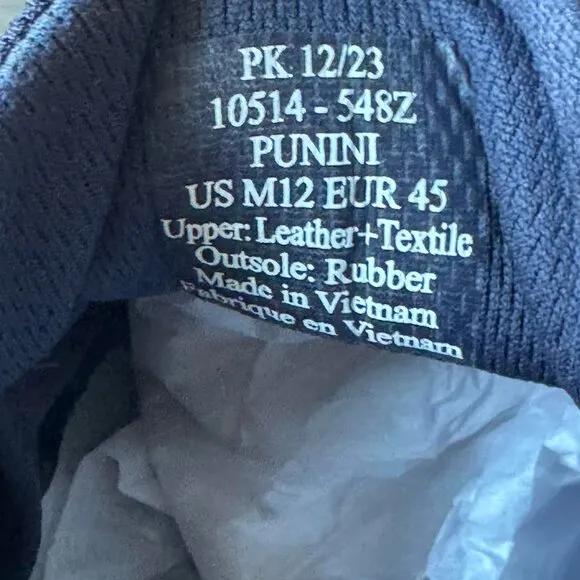 PK 12/23
10514 - 548Z
PUNINI
US M12 EUR 45
Upper: Leather+Textile
Outsole: Rubber
Made in Vietnam
Fabrique en Vietnam